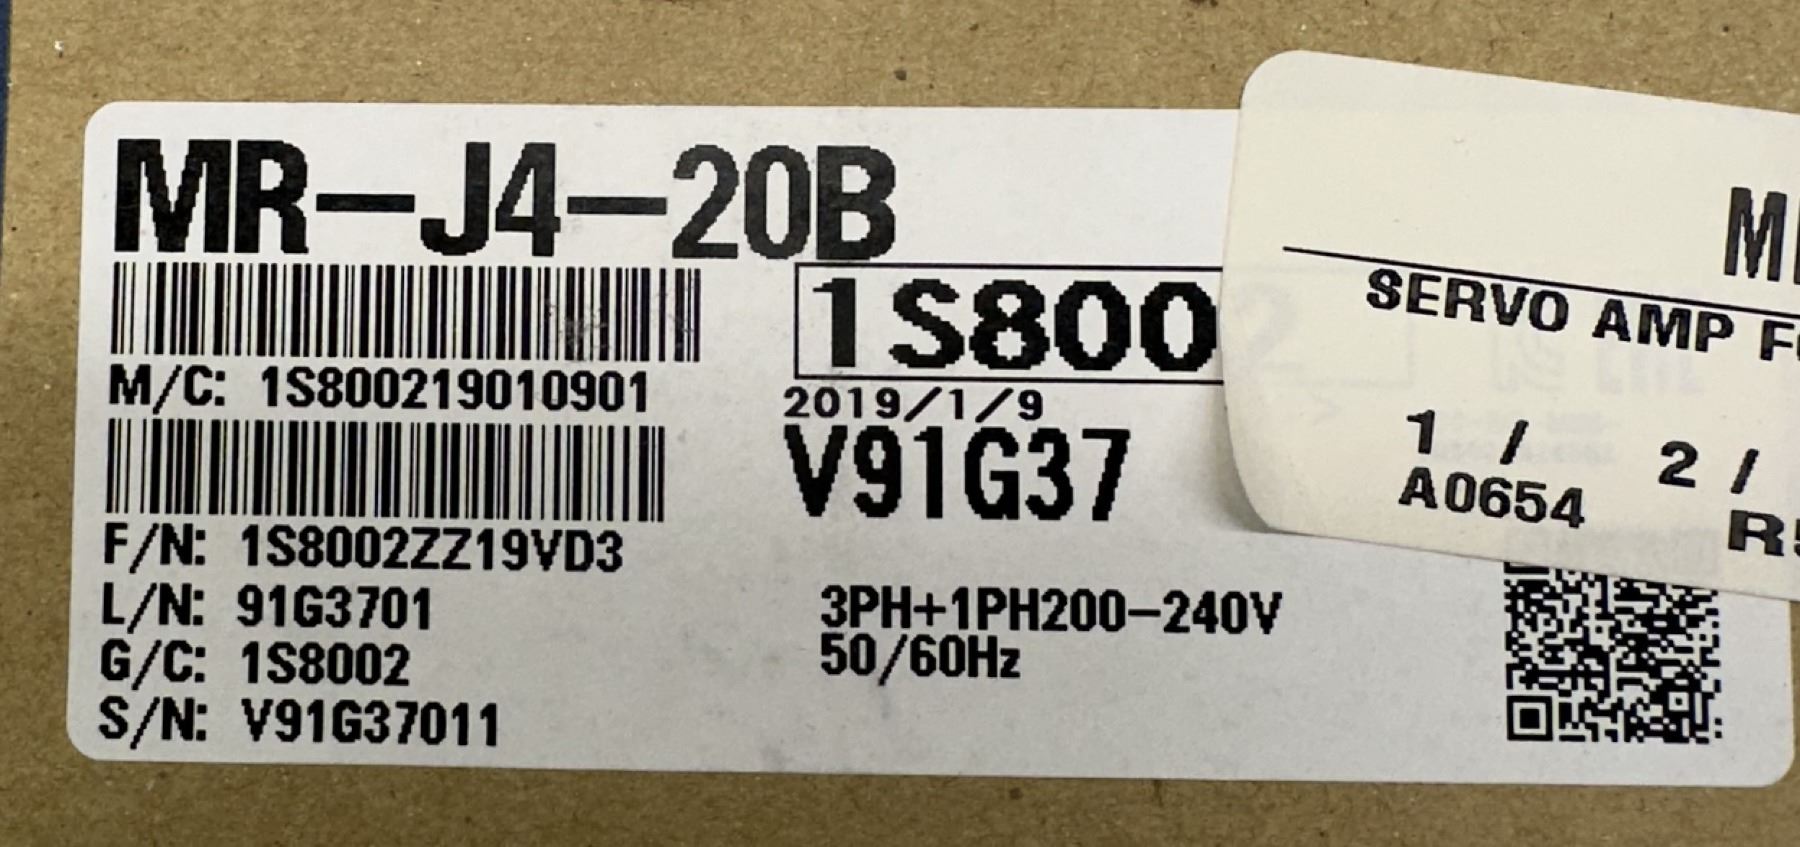 MR-J4-20B
1S800
M/C: 1S800219010901
2019/1/9
V91G37
F/N: 1S8002ZZ19VD3
L/N: 91G3701
3PH+1PH200-240V
G/C: 1S8002
50/60Hz
S/N: V91G37011
SERVO AMP
1 / 2 /
A0654